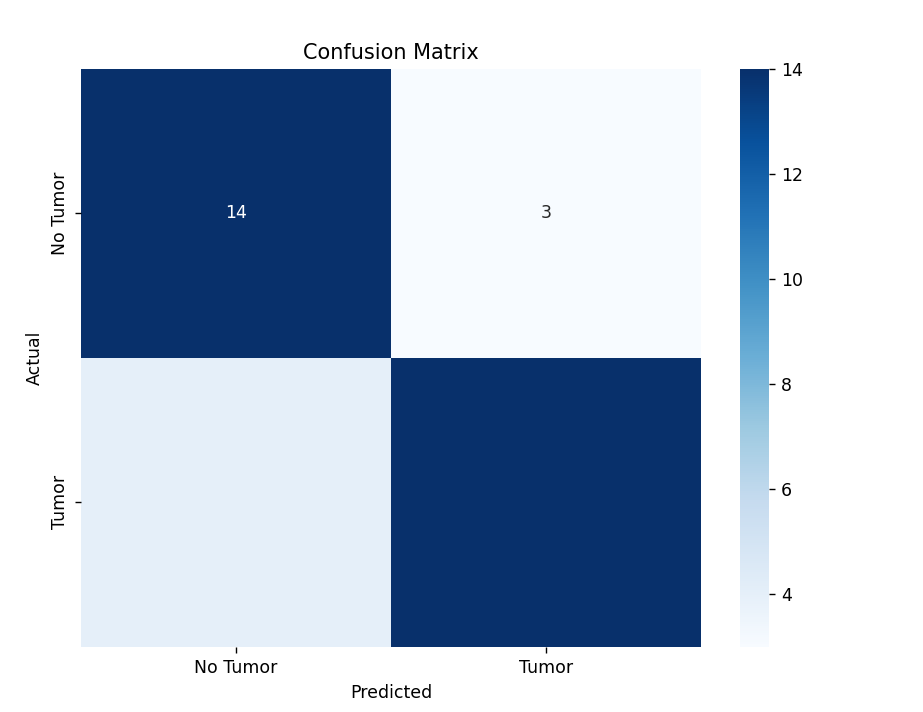 Confusion Matrix
14
3
No Tumor
Tumor
Actual
No Tumor
Tumor
Predicted
14
12
10
8
6
4